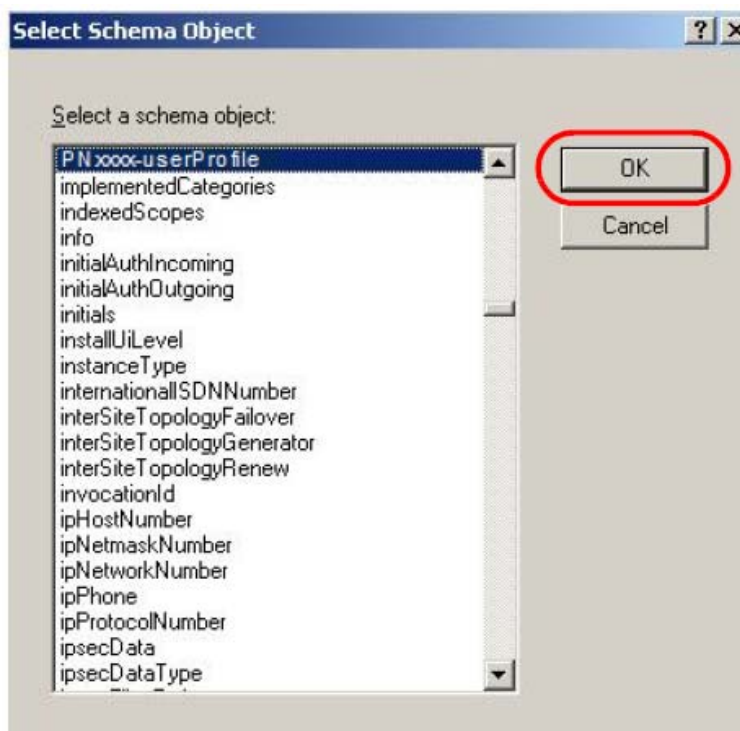 Select Schema Object
Select a schema object:
PNxxxx-userProfile
implementedCategories
indexedScopes
info
initialAuthIncoming
initialAuthOutgoing
initials
installUiLevel
instanceType
internationalISDNNumber
interSiteTopologyFailover
interSiteTopologyGenerator
interSiteTopologyRenew
invocationId
ipHostNumber
ipNetmaskNumber
ipNetworkNumber
ipPhone
ipProtocolNumber
ipsecData
ipsecDataType
OK
Cancel